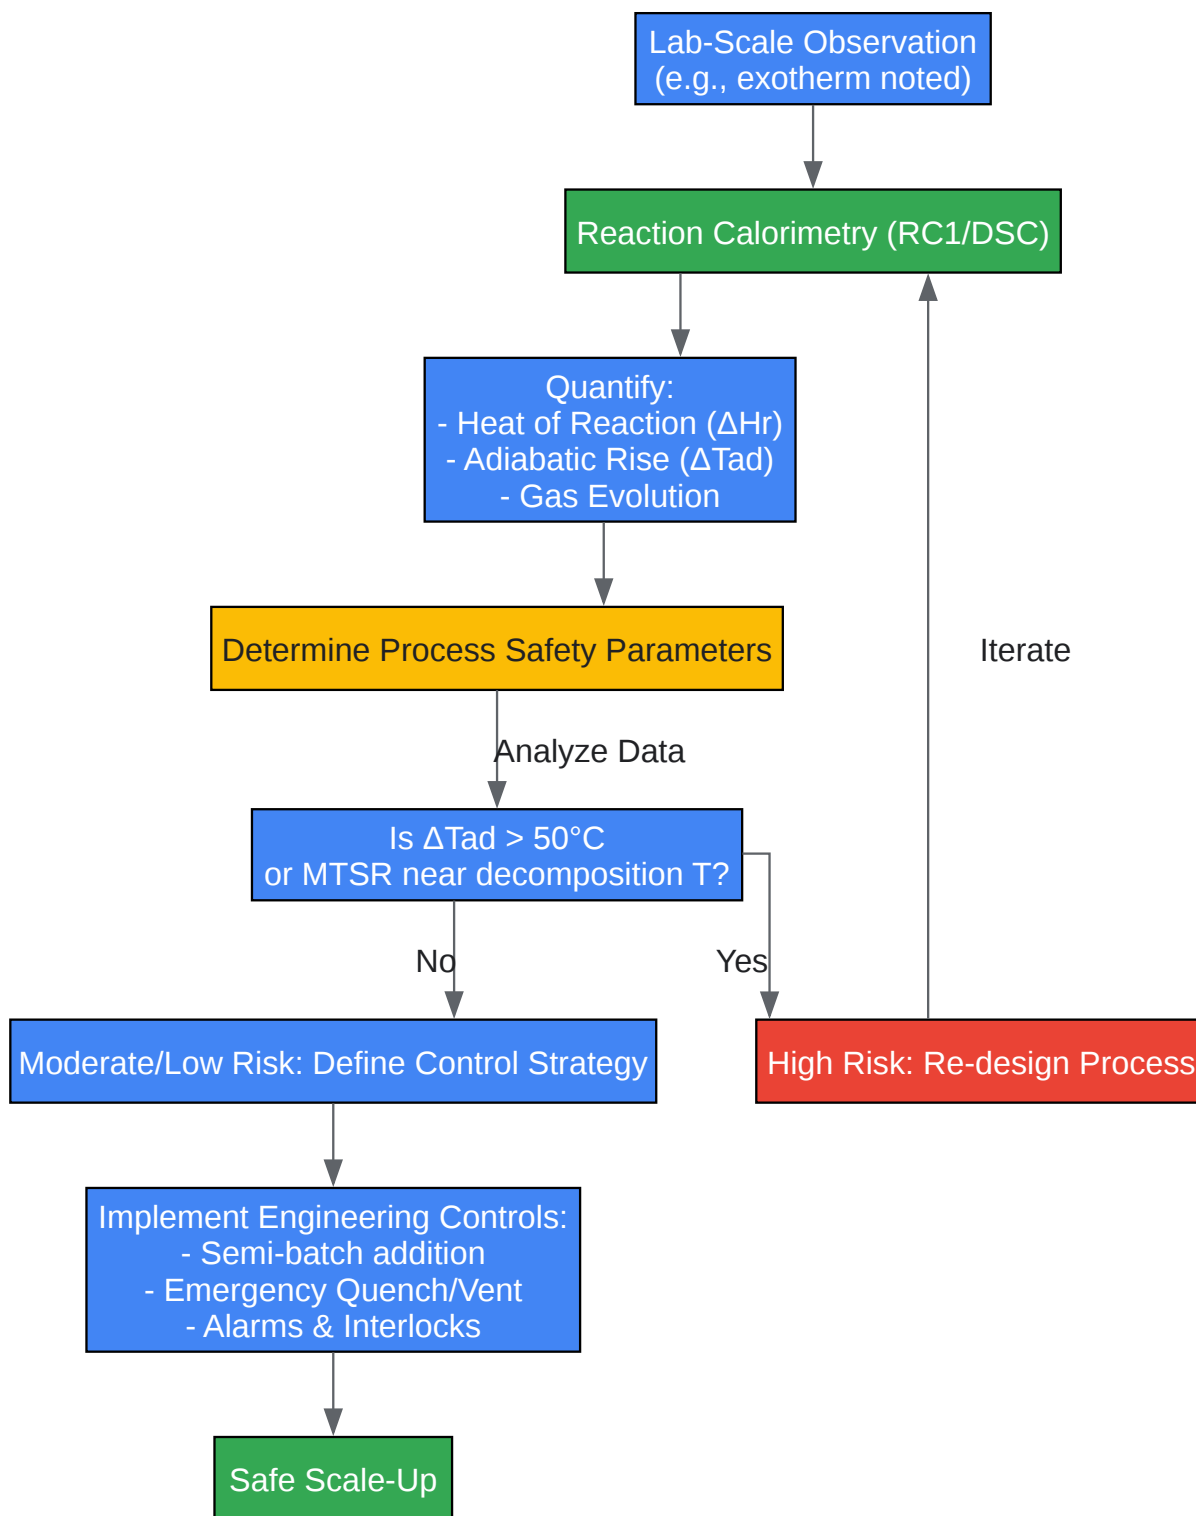 Lab-Scale Observation
(e.g., exotherm noted)
Reaction Calorimetry (RC1/DSC)
Quantify:
- Heat of Reaction (ΔHr)
- Adiabatic Rise (ΔTad)
- Gas Evolution
Determine Process Safety Parameters
Iterate
Analyze Data
Is ΔTad > 50°C
or MTSR near decomposition T?
No
Yes
Moderate/Low Risk: Define Control Strategy
High Risk: Re-design Process
Implement Engineering Controls:
- Semi-batch addition
- Emergency Quench/Vent
- Alarms & Interlocks
Safe Scale-Up